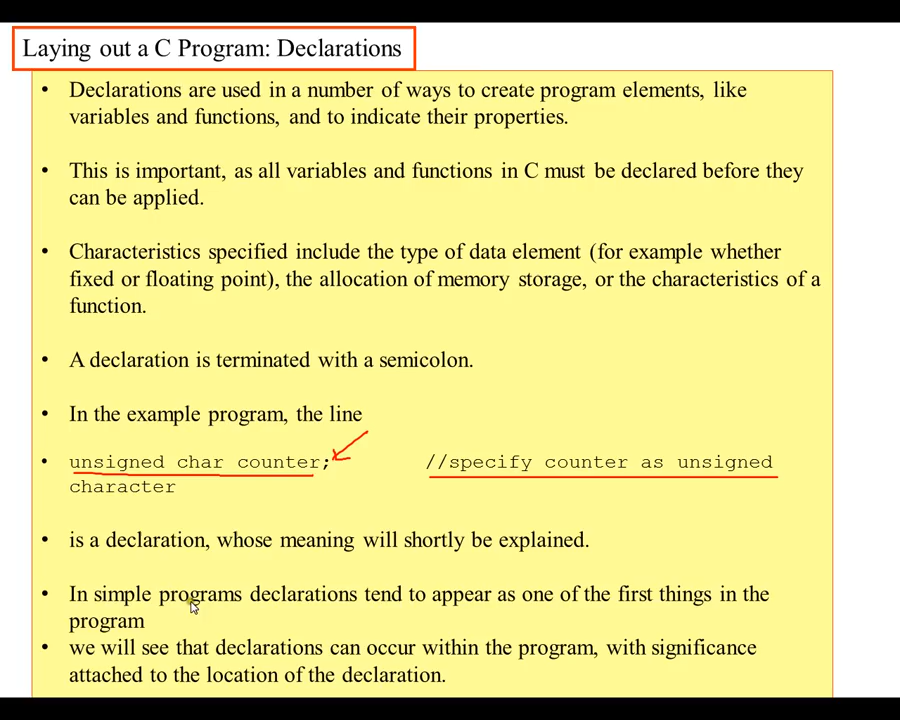 Laying out a C Program: Declarations
• Declarations are used in a number of ways to create program elements, like
variables and functions, and to indicate their properties.
• This is important, as all variables and functions in C must be declared before they
can be applied.
• Characteristics specified include the type of data element (for example whether
fixed or floating point), the allocation of memory storage, or the characteristics of a
function.
• A declaration is terminated with a semicolon.
• In the example program, the line
• unsigned char counter; //specify counter as unsigned
character
• is a declaration, whose meaning will shortly be explained.
• In simple programs declarations tend to appear as one of the first things in the
program
• we will see that declarations can occur within the program, with significance
attached to the location of the declaration.